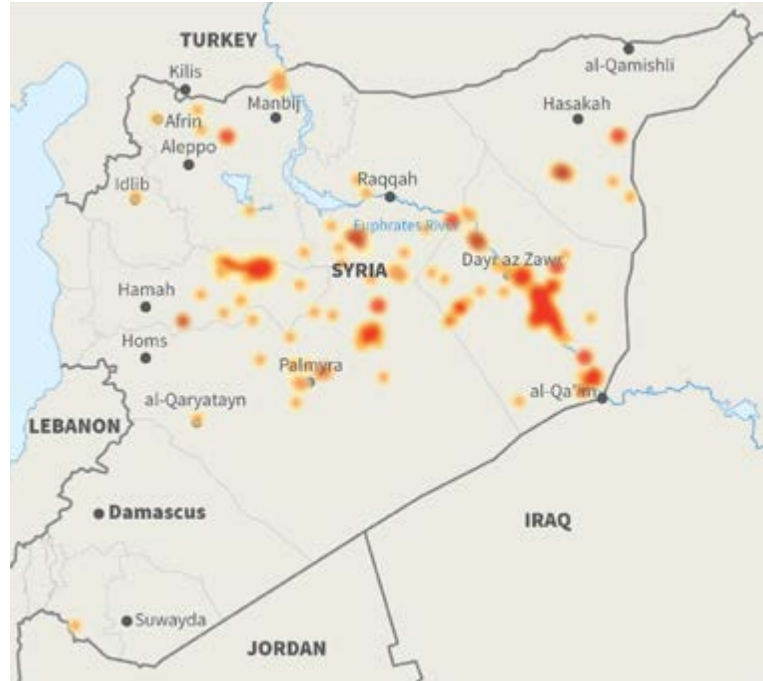 TURKEY
al-Qamishli
Kilis
Manbij
Hasakah
Afrin
Aleppo
Raqqah
Idlib
Euphrates River
Dayr az Zawr
SYRIA
Hamah
Homs
Palmyra
al-Qa'im
al-Qaryatayn
LEBANON
Damascus
IRAQ
Suwayda
JORDAN